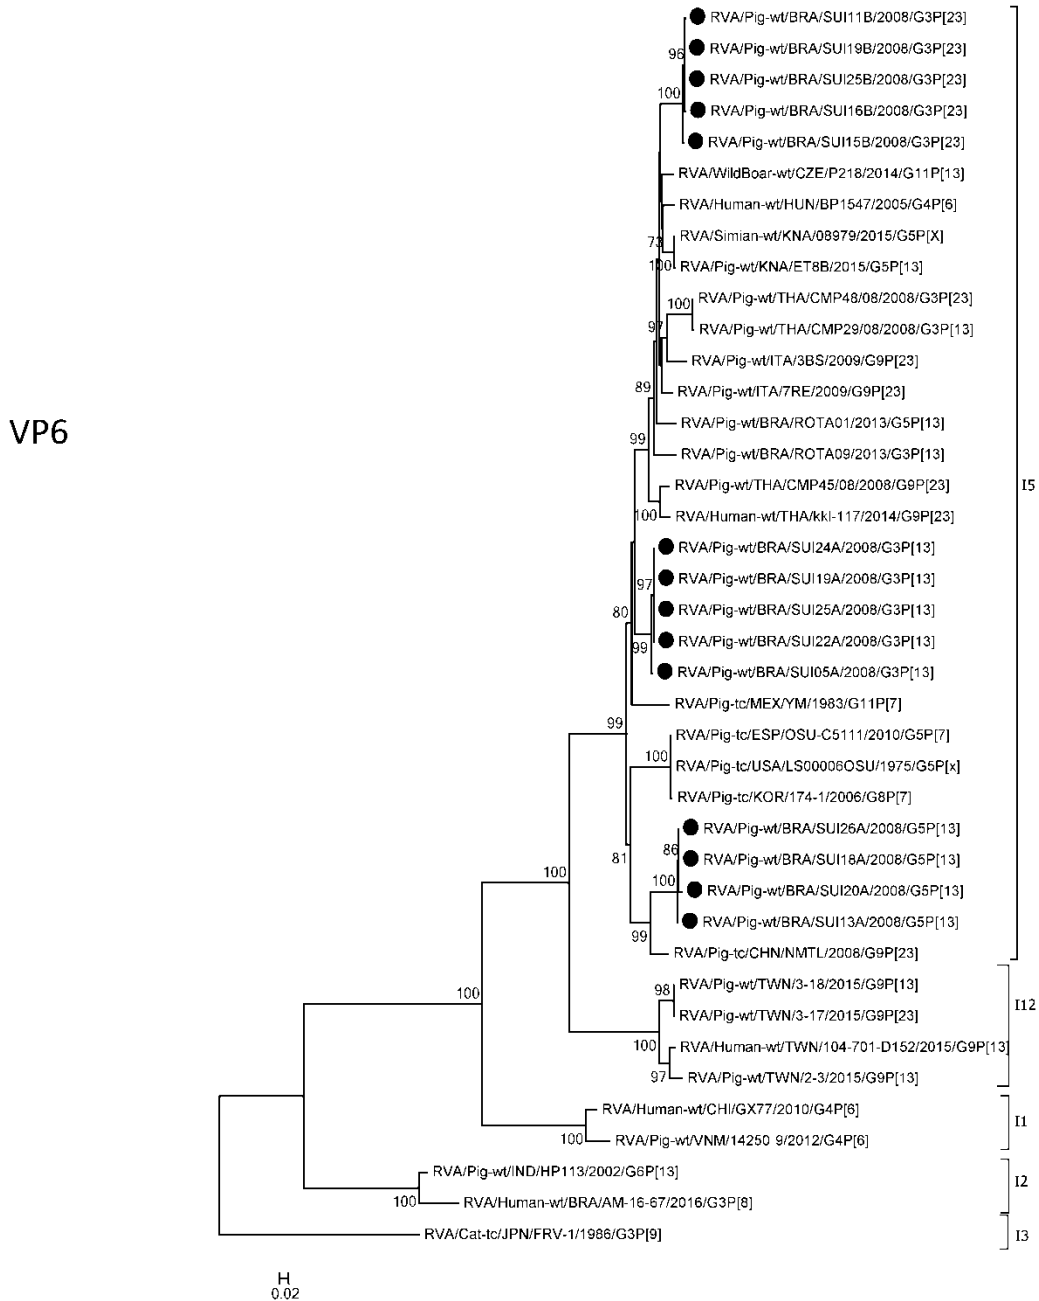 RVA/Pig-wt/BRA/SUI11B/2008/G3P[23]
96
RVA/Pig-wt/BRA/SUI19B/2008/G3P[23]
RVA/Pig-wt/BRA/SUI25B/2008/G3P[23]
100
RVA/Pig-wt/BRA/SUI16B/2008/G3P[23]
RVA/Pig-wt/BRA/SUI15B/2008/G3P[23]
RVA/WildBoar-wt/CZE/P218/2014/G11P[13]
RVA/Human-wt/HUN/BP1547/2005/G4P[6]
73
RVA/Simian-wt/KNA/08979/2015/G5P[X]
100
RVA/Pig-wt/KNA/ET8B/2015/G5P[13]
100
RVA/Pig-wt/THA/CMP48/08/2008/G3P[23]
97
RVA/Pig-wt/THA/CMP29/08/2008/G3P[13]
RVA/Pig-wt/ITA/3BS/2009/G9P[23]
89
RVA/Pig-wt/ITA/7RE/2009/G9P[23]
RVA/Pig-wt/BRA/ROTA01/2013/G5P[13]
VP6
99
RVA/Pig-wt/BRA/ROTA09/2013/G3P[13]
RVA/Pig-wt/THA/CMP45/08/2008/G9P[23]
I5
100
RVA/Human-wt/THA/kkl-117/2014/G9P[23]
RVA/Pig-wt/BRA/SUI24A/2008/G3P[13]
97
RVA/Pig-wt/BRA/SUI19A/2008/G3P[13]
80
RVA/Pig-wt/BRA/SUI25A/2008/G3P[13]
99
RVA/Pig-wt/BRA/SUI22A/2008/G3P[13]
RVA/Pig-wt/BRA/SUI05A/2008/G3P[13]
RVA/Pig-tc/MEX/YM/1983/G11P[7]
99
RVA/Pig-tc/ESP/OSU-C5111/2010/G5P[7]
100
RVA/Pig-tc/USA/LS00006OSU/1975/G5P[x]
RVA/Pig-tc/KOR/174-1/2006/G8P[7]
RVA/Pig-wt/BRA/SUI26A/2008/G5P[13]
81
86
RVA/Pig-wt/BRA/SUI18A/2008/G5P[13]
100
100
RVA/Pig-wt/BRA/SUI20A/2008/G5P[13]
RVA/Pig-wt/BRA/SUI13A/2008/G5P[13]
99
RVA/Pig-tc/CHN/NMTL/2008/G9P[23]
98
RVA/Pig-wt/TWN/3-18/2015/G9P[13]
100
I12
RVA/Pig-wt/TWN/3-17/2015/G9P[23]
100
RVA/Human-wt/TWN/104-701-D152/2015/G9P[13]
97
RVA/Pig-wt/TWN/2-3/2015/G9P[13]
RVA/Human-wt/CHI/GX77/2010/G4P[6]
I1
100
RVA/Pig-wt/VNM/14250 9/2012/G4P[6]
RVA/Pig-wt/IND/HP113/2002/G6P[13]
I2
100
RVA/Human-wt/BRA/AM-16-67/2016/G3P[8]
RVA/Cat-tc/JPN/FRV-1/1986/G3P[9]
I3
0.02